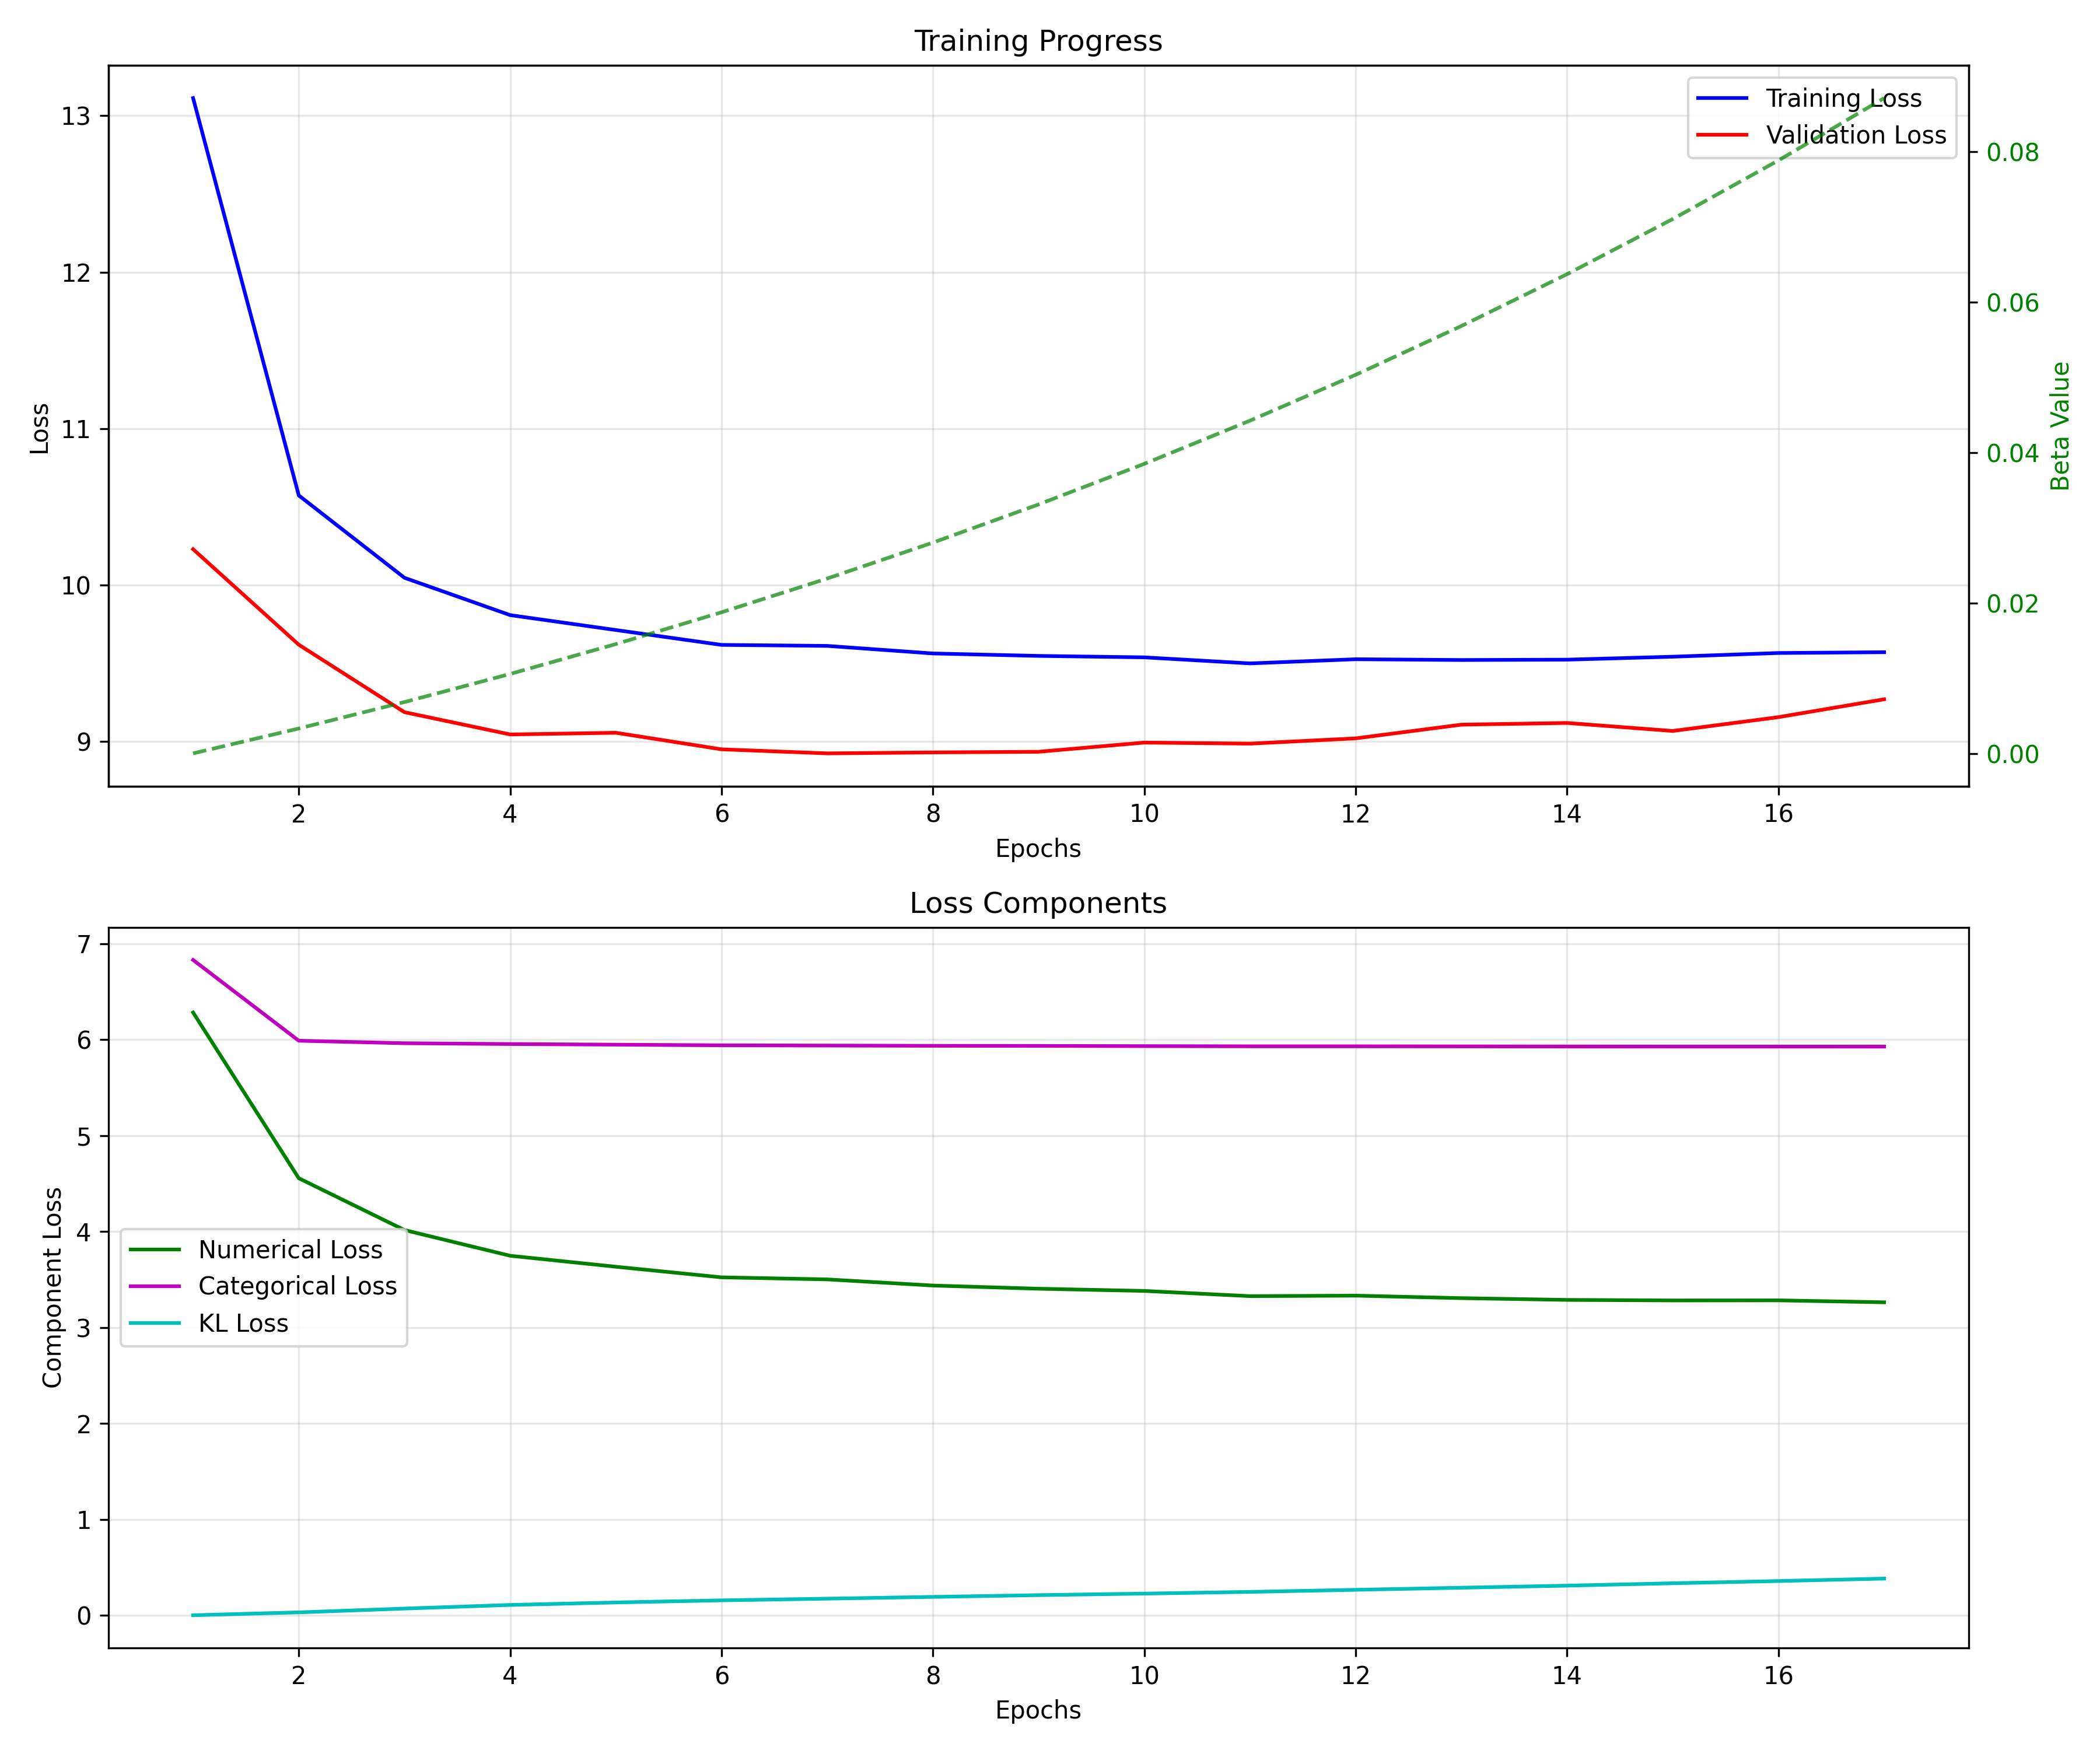 Training Progress
13
12
11
10
9
Loss
Training Loss
Validation Loss
0.08
0.06
0.04
0.02
0.00
Beta Value
2 4 6 8 10 12 14 16
Epochs
Loss Components
7
6
5
4
3
2
1
0
Component Loss
Numerical Loss
Categorical Loss
KL Loss
2 4 6 8 10 12 14 16
Epochs